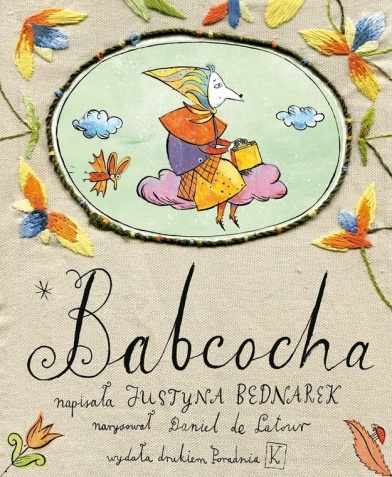 * Babcocha
napisała JUSTYNA BEDNAREK
narysował Daniel de Latour
wydała drukiem Poradnia K